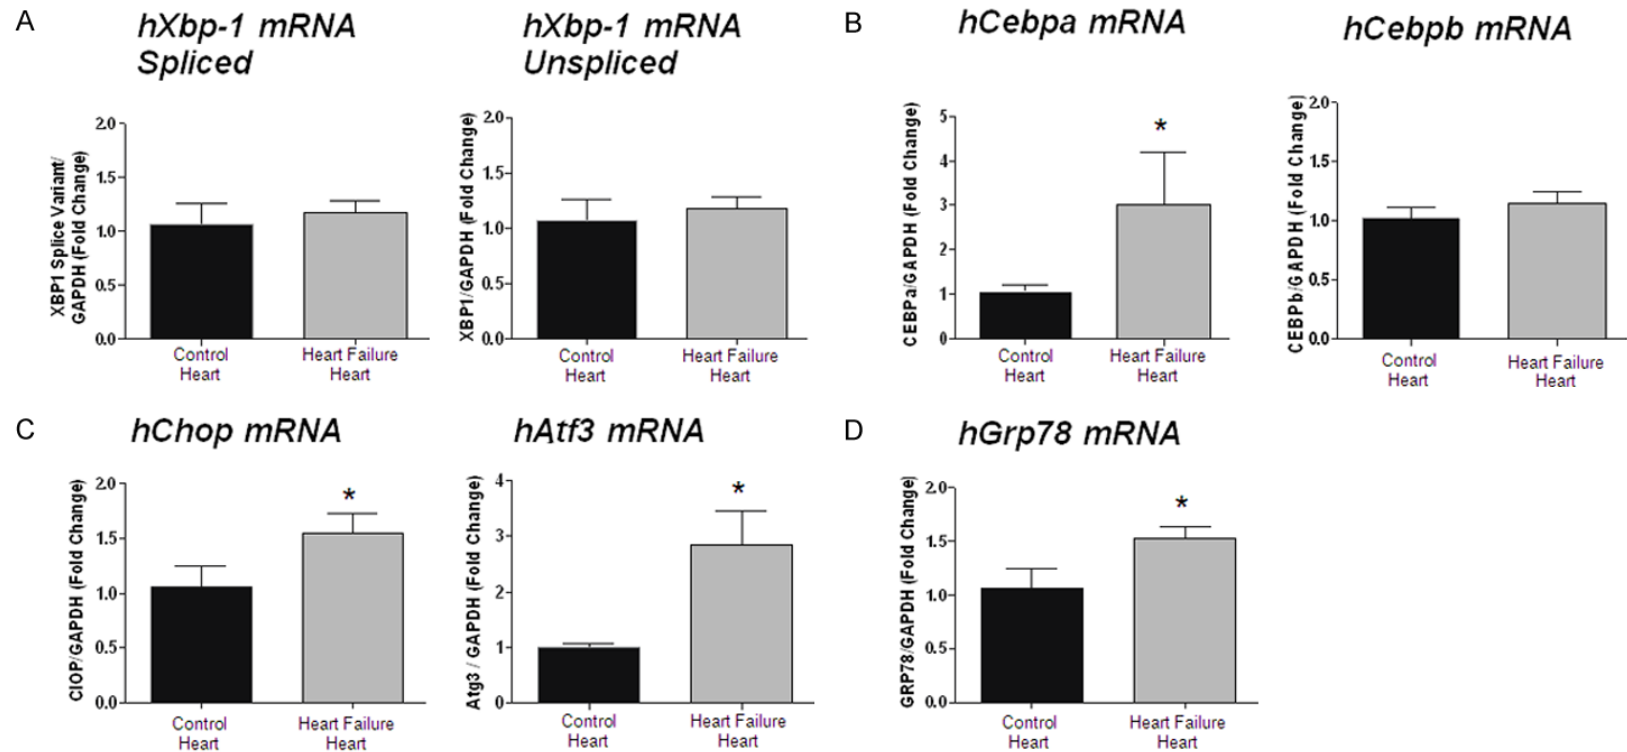 A
hXbp-1 mRNA
Spliced
XBP1 Splice Variant/
GAPDH (Fold Change)
2.0
1.5
1.0
0.5
0.0
Control
Heart
Heart Failure
Heart
hXbp-1 mRNA
Unspliced
XBP1/GAPDH (Fold Change)
2.0
1.5
1.0
0.5
0.0
Control
Heart
Heart Failure
Heart
B
hCebpa mRNA
CEBPa/GAPDH (Fold Change)
5
4
3
2
1
0
*
Control
Heart
Heart Failure
Heart
hCebpb mRNA
CEBPb/GAPDH (Fold Change)
2.0
1.5
1.0
0.5
0.0
Control
Heart
Heart Failure
Heart
C
hChop mRNA
CIOP/GAPDH (Fold Change)
2.0
1.5
1.0
0.5
0.0
*
Control
Heart
Heart Failure
Heart
hAtf3 mRNA
Atg3 / GAPDH (Fold Change)
4
3
2
1
0
*
Control
Heart
Heart Failure
Heart
D
hGrp78 mRNA
GRP78/GAPDH (Fold Change)
2.0
1.5
1.0
0.5
0.0
*
Control
Heart
Heart Failure
Heart